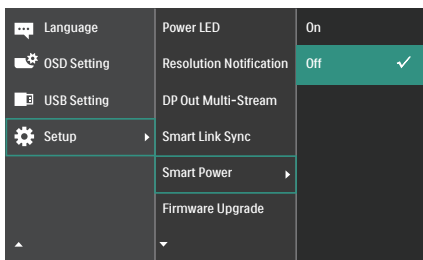 Language
OSD Setting
USB Setting
Setup
Power LED
Resolution Notification
DP Out Multi-Stream
Smart Link Sync
Smart Power
Firmware Upgrade
On
Off